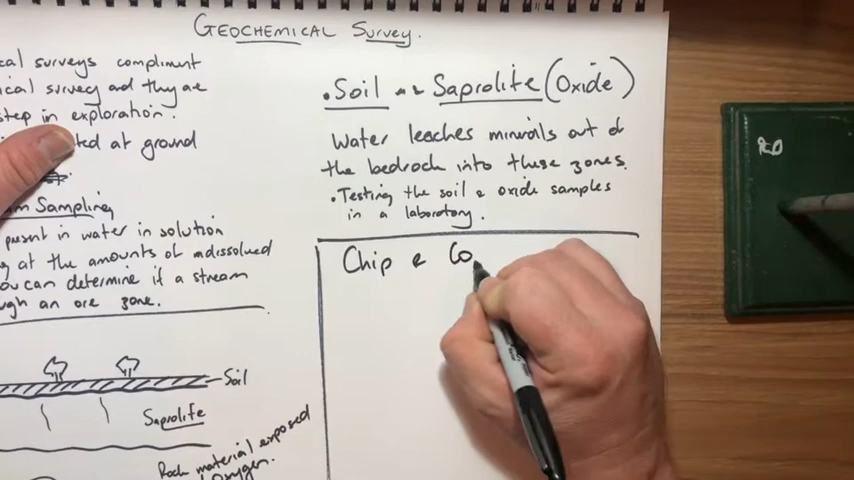 GEOCHEMICAL Survey.
cal surveys compliment
ical survey and they are
step in exploration.
ted at ground
m Sampling
present in water in solution
g at the amounts of dissolved
ou can determine if a stream
ugh an ore zone.
Soil
Saprolite
Rock material exposed
Oxygen.
• Soil & Saprolite (Oxide)
Water leaches minerals out of
the bedrock into these zones.
• Testing the soil & oxide samples
in a laboratory.
Chip & Co